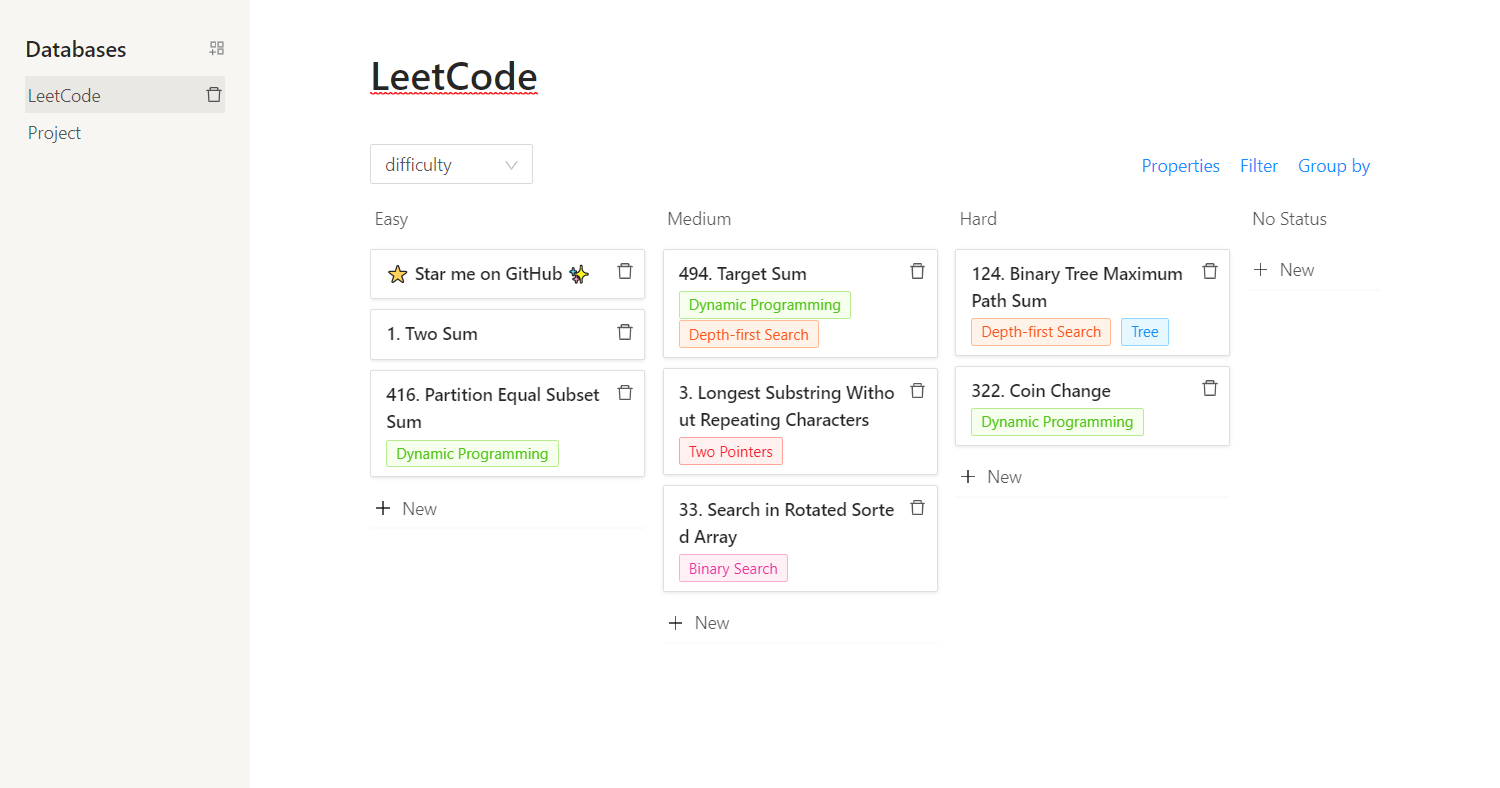 Databases
LeetCode
Project
LeetCode
difficulty
Properties Filter Group by
Easy
⭐ Star me on GitHub ✨
1. Two Sum
416. Partition Equal Subset
Sum
Dynamic Programming
+ New
Medium
494. Target Sum
Dynamic Programming
Depth-first Search
3. Longest Substring Witho
ut Repeating Characters
Two Pointers
33. Search in Rotated Sorte
d Array
Binary Search
+ New
Hard
124. Binary Tree Maximum
Path Sum
Depth-first Search Tree
322. Coin Change
Dynamic Programming
+ New
No Status
+ New